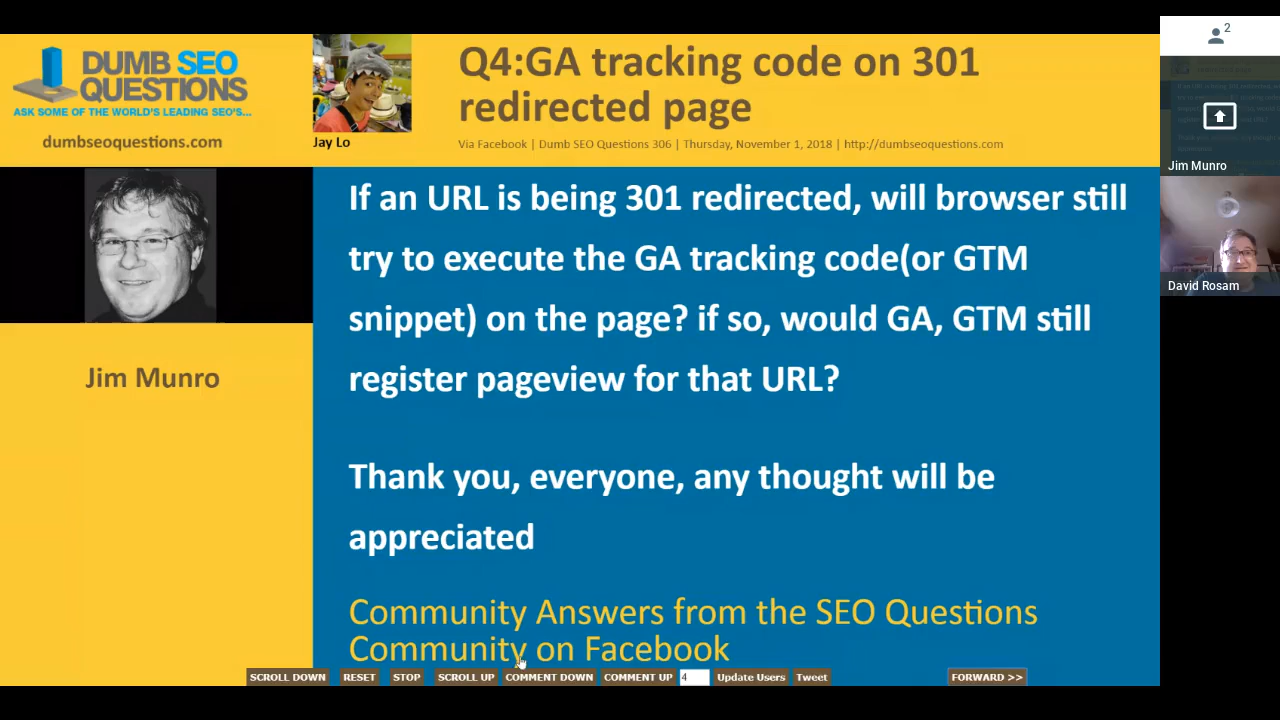 DUMB SEO
QUESTIONS
ASK SOME OF THE WORLD'S LEADING SEO'S...
dumbseoquestions.com
Jay Lo
Q4:GA tracking code on 301
redirected page
Via Facebook | Dumb SEO Questions 306 | Thursday, November 1, 2018 | http://dumbseoquestions.com
2
Jim Munro
David Rosam
Jim Munro
If an URL is being 301 redirected, will browser still
try to execute the GA tracking code(or GTM
snippet) on the page? if so, would GA, GTM still
register pageview for that URL?
Thank you, everyone, any thought will be
appreciated
Community Answers from the SEO Questions
Community on Facebook
SCROLL DOWN RESET STOP SCROLL UP COMMENT DOWN COMMENT UP 4 Update Users Tweet FORWARD >>